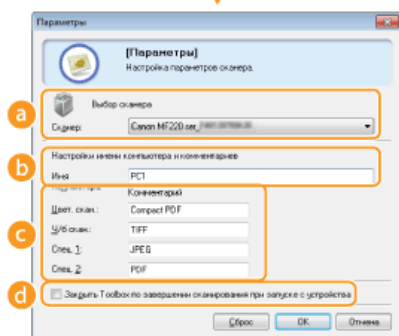 Параметры
[Параметры]
Настройка параметров сканера.
a
Выбор сканера
Сканер: Canon MF220 ser_
b
Настройки имени компьютера и комментариев
Имя PC1
c
Комментарий
Цвет. скан.: Compact PDF
Ч/б скан.: TIFF
Спец. 1: JPEG
Спец. 2: PDF
d
Закрыть Toolbox по завершении сканирования при запуске с устройства
Сброс OK Отмена